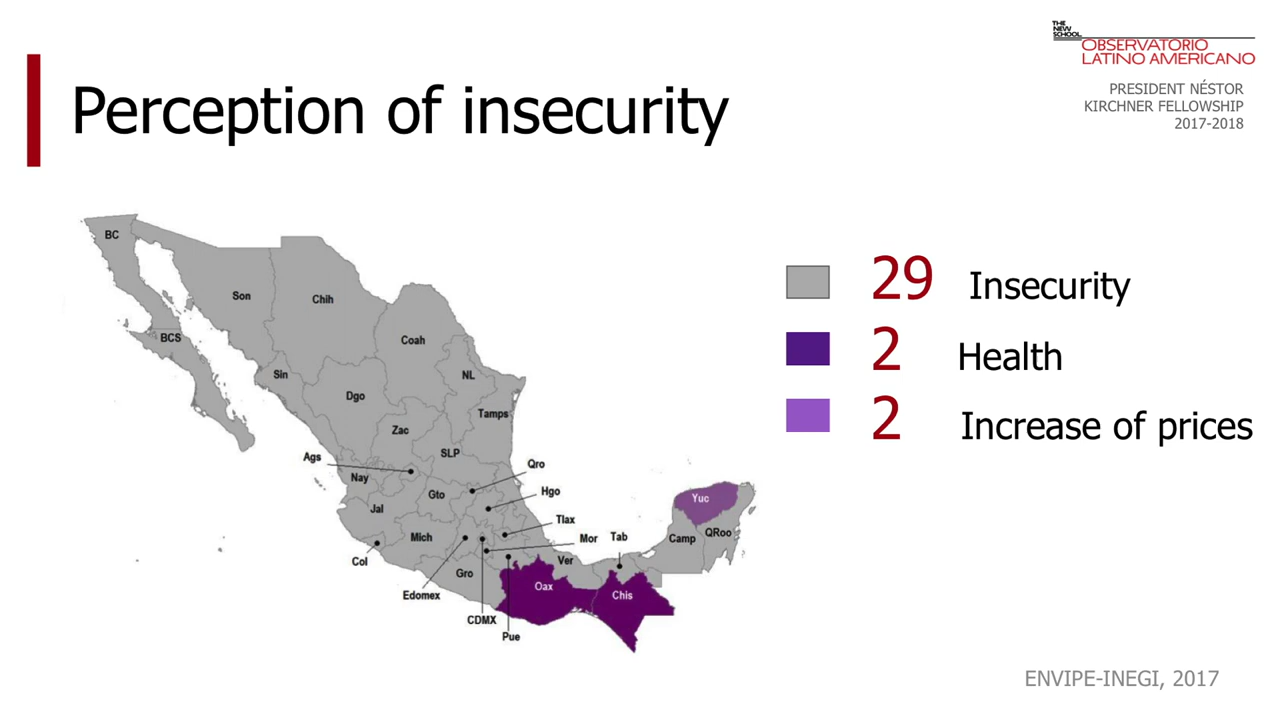 THE
NEW
SCHOOL
OBSERVATORIO
LATINO AMERICANO
PRESIDENT NÉSTOR
KIRCHNER FELLOWSHIP
2017-2018
Perception of insecurity
BC
Son
Chih
BCS
Coah
Sin
NL
Dgo
Tamps
Zac
SLP
Ags
Nay
Qro
Gto
Hgo
Jal
Tlax
Mich
Mor
Tab
Col
Ver
Gro
Edomex
CDMX
Pue
Oax
Chis
Yuc
Camp
QRoo
29 Insecurity
2 Health
2 Increase of prices
ENVIPE-INEGI, 2017